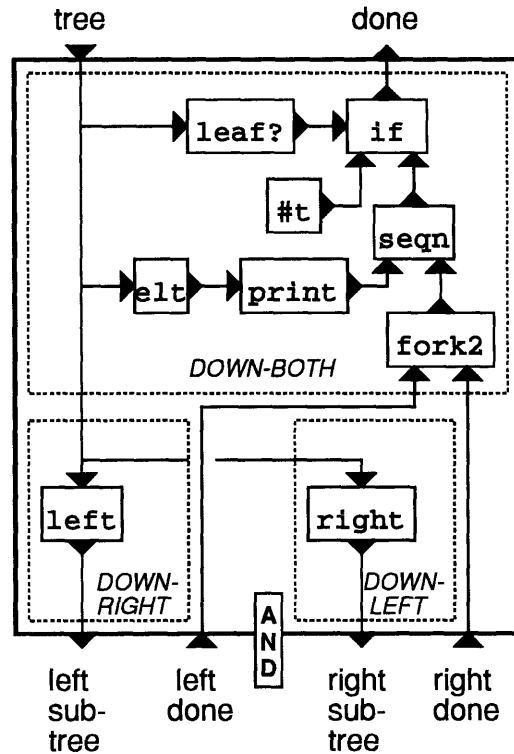 tree
done
leaf?
if
#t
seqn
elt
print
fork2
DOWN-BOTH
left
right
DOWN-
RIGHT
DOWN-
LEFT
A
N
D
left
sub-
tree
left
done
right
sub-
tree
right
done